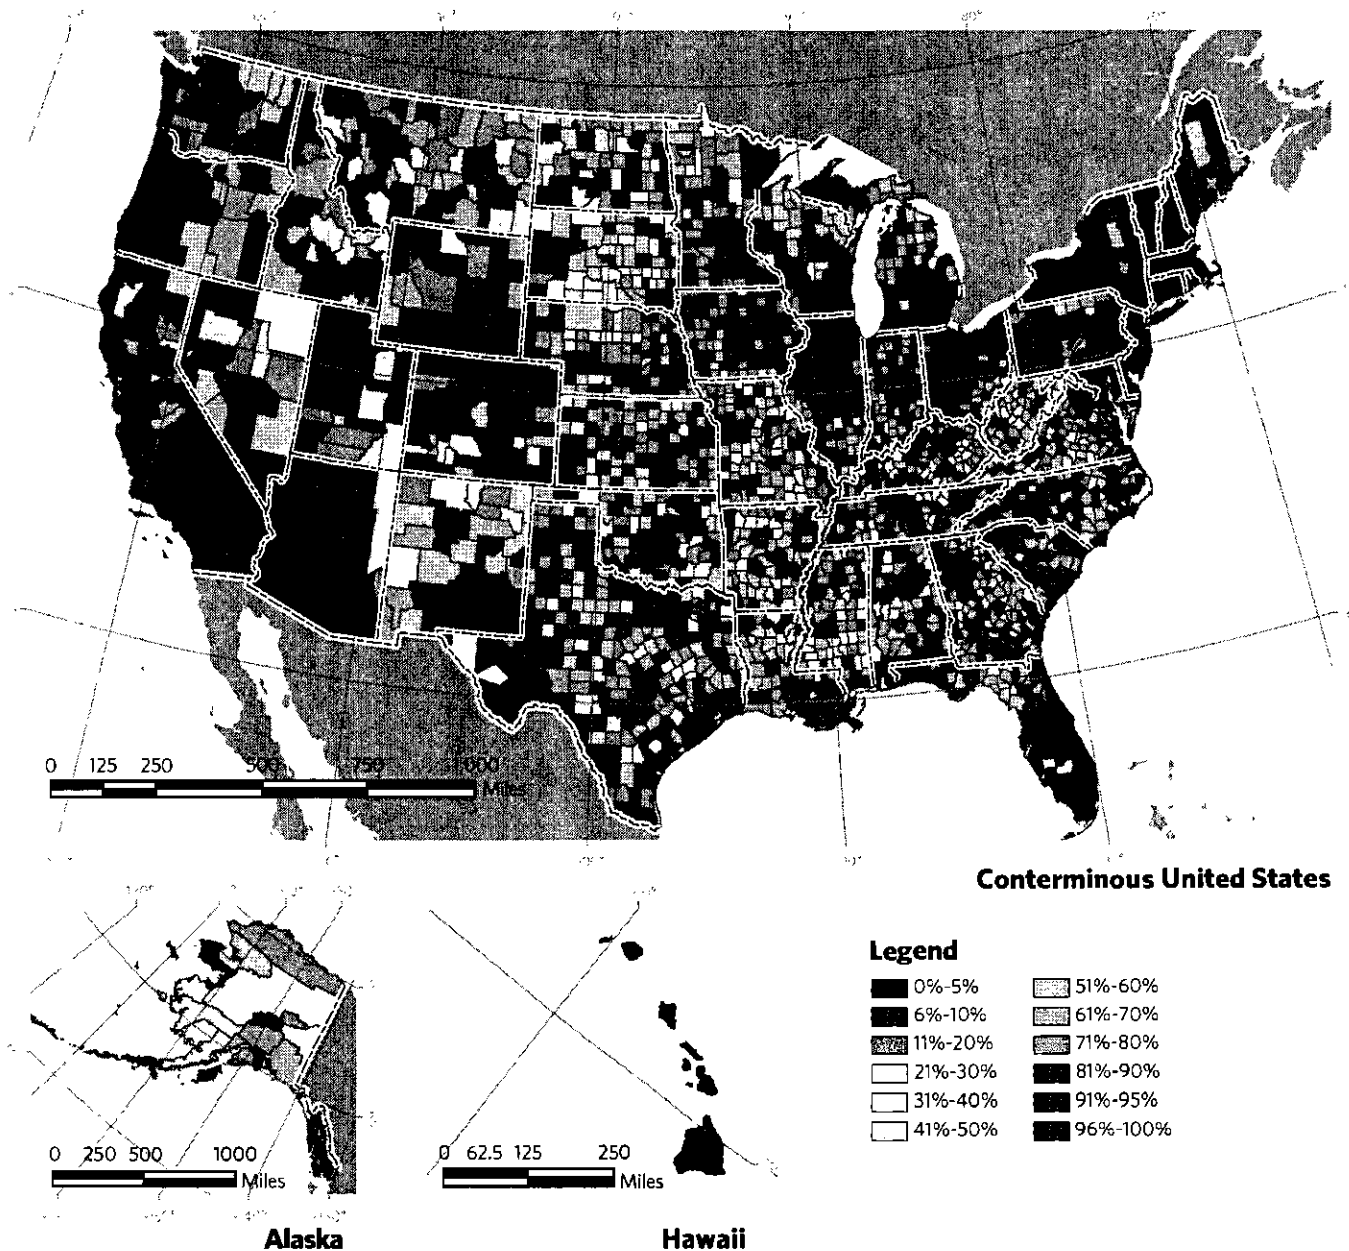 0 125 250 500 750 1000
Miles
Conterminous United States
0 250 500 1000
Miles
Alaska
0 62.5 125 250
Miles
Hawaii
Legend
0%-5%
6%-10%
11%-20%
21%-30%
31%-40%
41%-50%
51%-60%
61%-70%
71%-80%
81%-90%
91%-95%
96%-100%